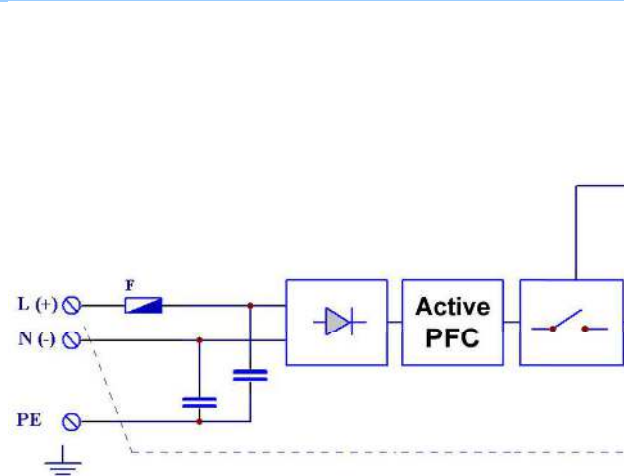 F
L (+)
Active
PFC
N (-)
PE